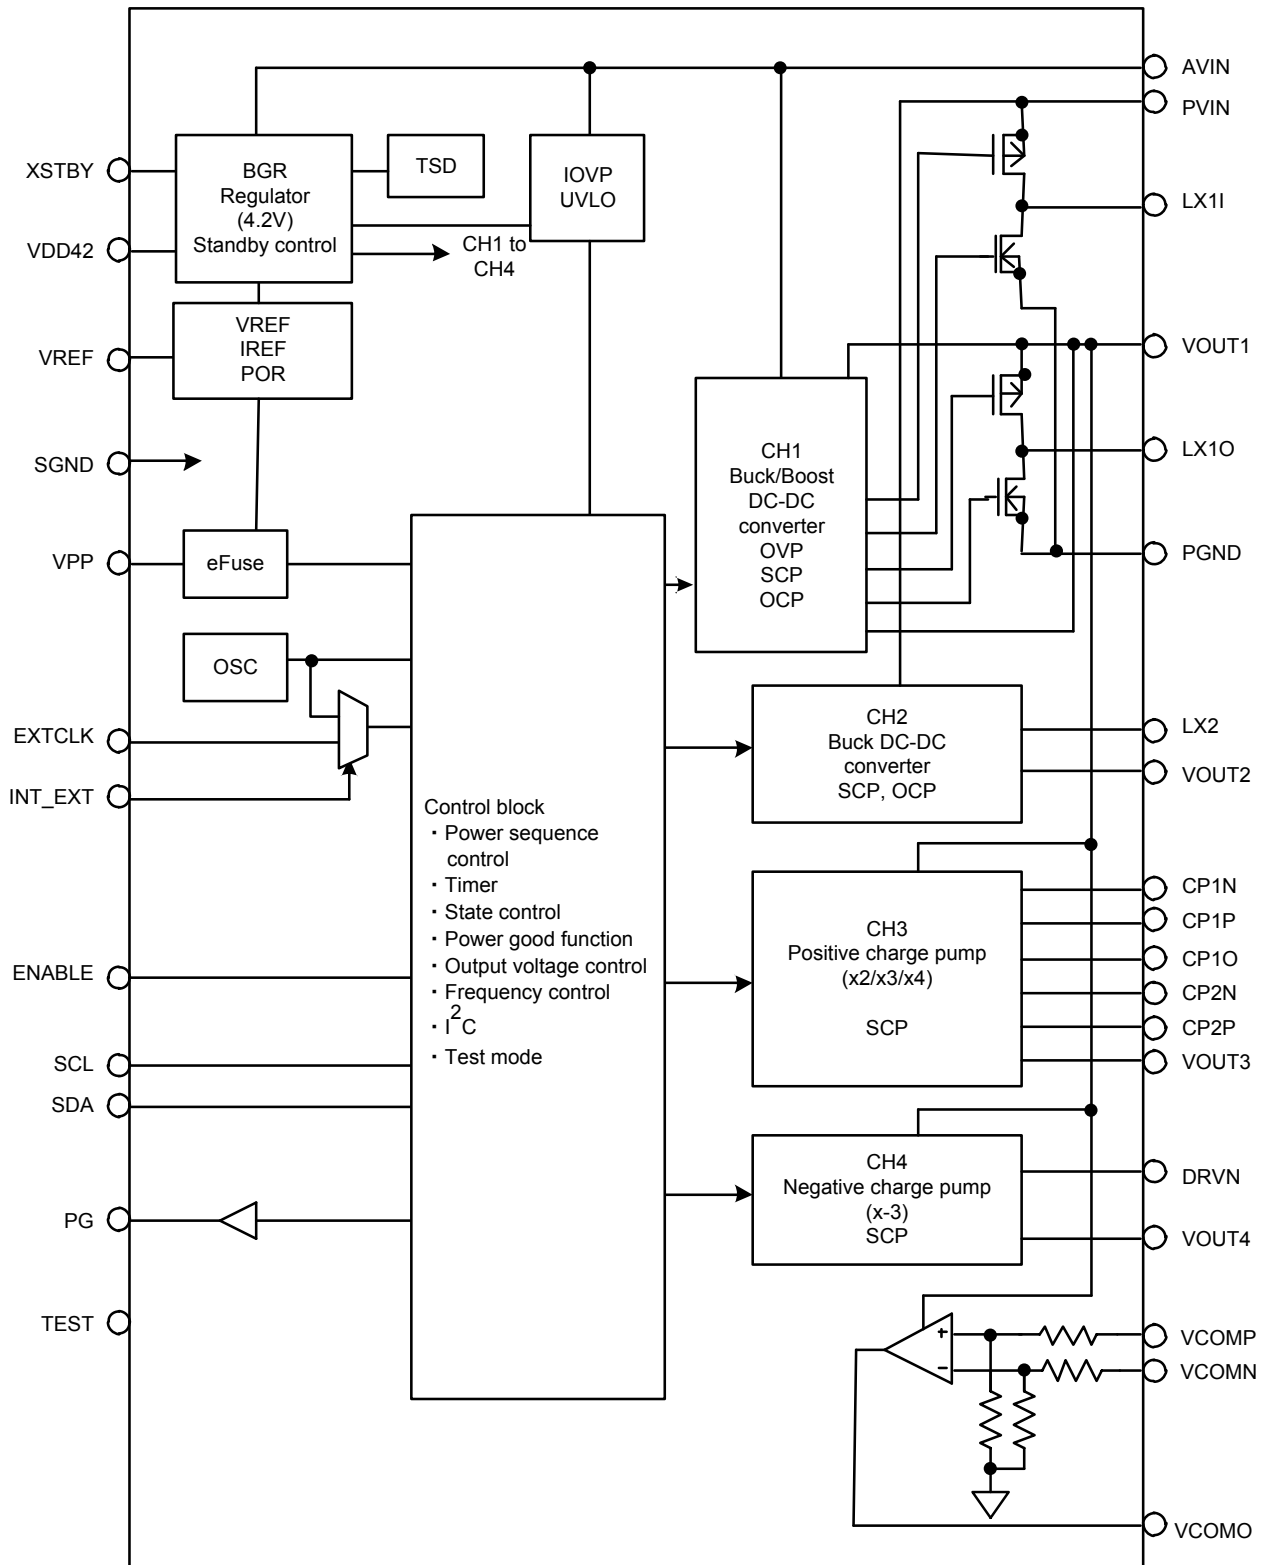 AVIN
PVIN
XSTBY
BGR
Regulator
(4.2V)
Standby control
TSD
IOVP
UVLO
LX1I
VDD42
CH1 to
CH4
VREF
VREF
IREF
POR
VOUT1
SGND
CH1
Buck/Boost
DC-DC
converter
OVP
SCP
OCP
LX1O
VPP
eFuse
PGND
OSC
EXTCLK
INT_EXT
CH2
Buck DC-DC
converter
SCP, OCP
LX2
VOUT2
Control block
・Power sequence
control
・Timer
・State control
・Power good function
・Output voltage control
・Frequency control
・I2C
・Test mode
ENABLE
SCL
SDA
CH3
Positive charge pump
(x2/x3/x4)
SCP
CP1N
CP1P
CP1O
CP2N
CP2P
VOUT3
CH4
Negative charge pump
(x-3)
SCP
DRVN
VOUT4
PG
TEST
+
−
VCOMP
VCOMN
VCOMO